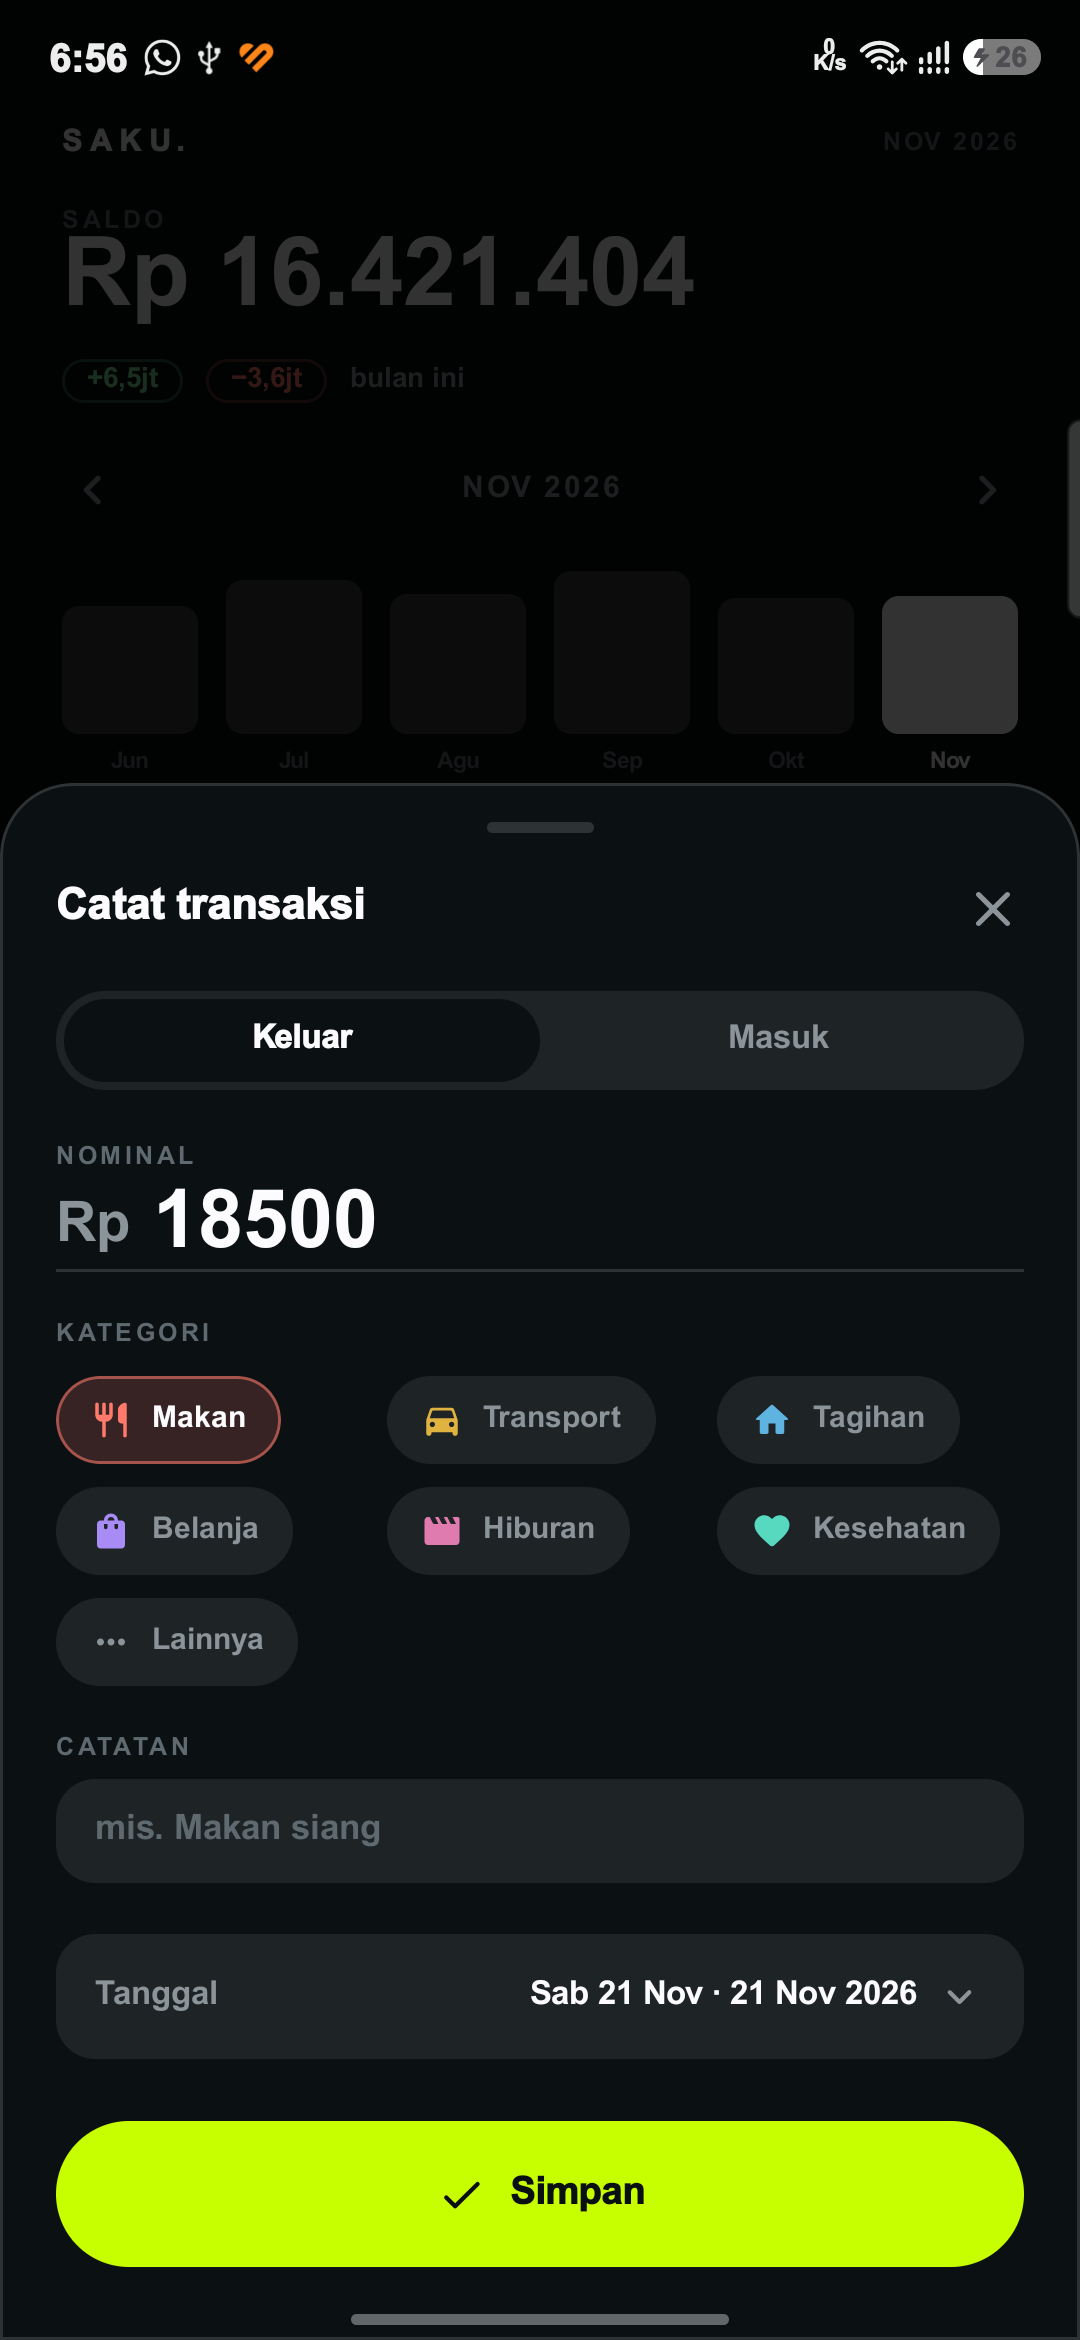 6:56
0 K/s
26
SAKU.
NOV 2026
SALDO
Rp 16.421.404
+6,5jt
−3,6jt
bulan ini
NOV 2026
Jun
Jul
Agu
Sep
Okt
Nov
Catat transaksi
Keluar
Masuk
NOMINAL
Rp 18500
KATEGORI
Makan
Transport
Tagihan
Belanja
Hiburan
Kesehatan
Lainnya
CATATAN
mis. Makan siang
Tanggal
Sab 21 Nov · 21 Nov 2026
Simpan